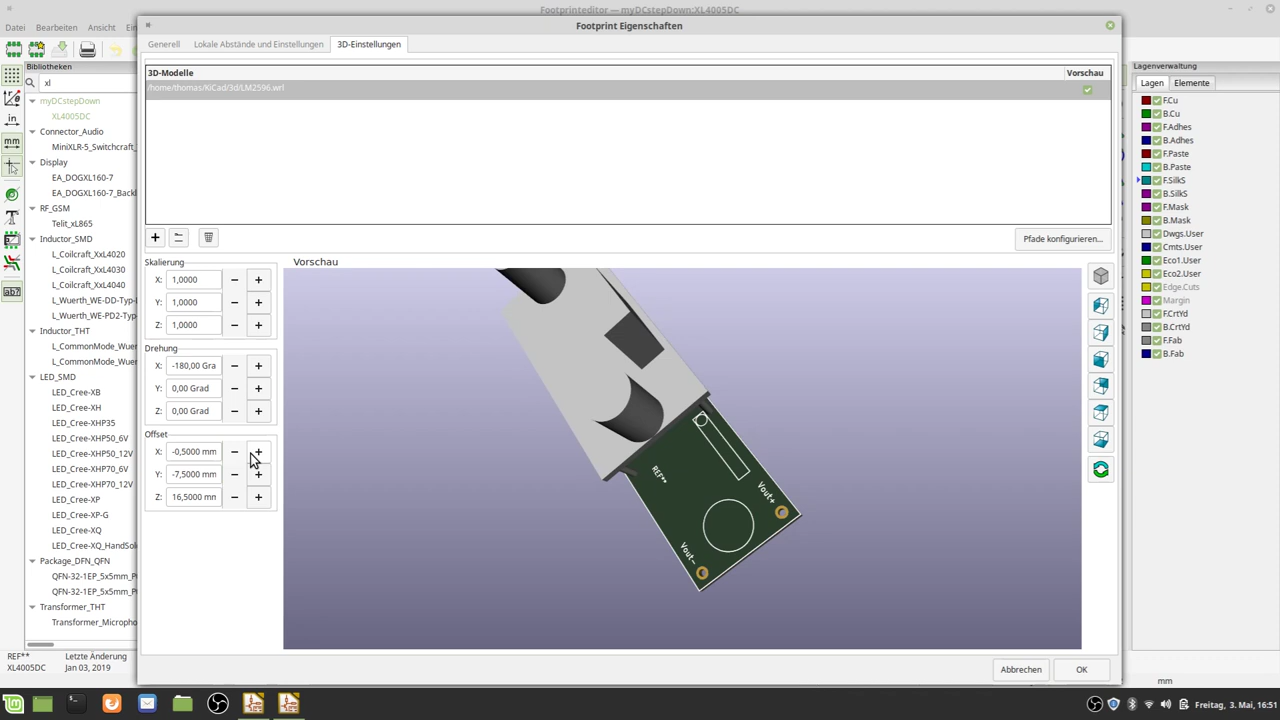 Footprinteditor — myDCstepDown:XL4005DC
Footprint Eigenschaften
Datei Bearbeiten Ansicht
Generell Lokale Abstände und Einstellungen 3D-Einstellungen
Bibliotheken
xl
myDCstepDown
XL4005DC
Connector_Audio
MiniXLR-5_Switchcraft_
Display
EA_DOGXL160-7
EA_DOGXL160-7_Backl
RF_GSM
Telit_xL865
Inductor_SMD
L_Coilcraft_XxL4020
L_Coilcraft_XxL4030
L_Coilcraft_XxL4040
L_Wuerth_WE-DD-Typ-
L_Wuerth_WE-PD2-Typ-
Inductor_THT
L_CommonMode_Wuer
L_CommonMode_Wuer
LED_SMD
LED_Cree-XB
LED_Cree-XH
LED_Cree-XHP35
LED_Cree-XHP50_6V
LED_Cree-XHP50_12V
LED_Cree-XHP70_6V
LED_Cree-XHP70_12V
LED_Cree-XP
LED_Cree-XP-G
LED_Cree-XQ
LED_Cree-XQ_HandSol
Package_DFN_QFN
QFN-32-1EP_5x5mm_P
QFN-32-1EP_5x5mm_P
Transformer_THT
Transformer_Micropho
REF** Letzte Änderung
XL4005DC Jan 03, 2019
3D-Modelle Vorschau
/home/thomas/KiCad/3d/LM2596.wrl
Pfade konfigurieren...
Skalierung
X: 1,0000 − +
Y: 1,0000 − +
Z: 1,0000 − +
Drehung
X: -180,00 Gra − +
Y: 0,00 Grad − +
Z: 0,00 Grad − +
Offset
X: -0,5000 mm − +
Y: -7,5000 mm − +
Z: 16,5000 mm − +
Vorschau
REF**
Vout+
Vout-
Abbrechen OK
Lagenverwaltung
Lagen Elemente
F.Cu
B.Cu
F.Adhes
B.Adhes
F.Paste
B.Paste
F.SilkS
B.SilkS
F.Mask
B.Mask
Dwgs.User
Cmts.User
Eco1.User
Eco2.User
Edge.Cuts
Margin
F.CrtYd
B.CrtYd
F.Fab
B.Fab
mm
Freitag, 3. Mai, 16:51